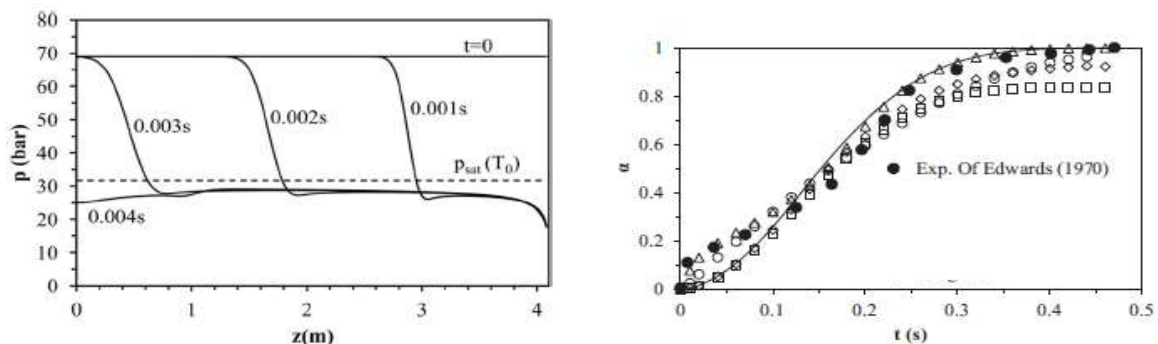 80
70
60
50
40
30
20
10
0
p (bar)
t=0
0.003s
0.002s
0.001s
p_sat (T_0)
0.004s
0 1 2 3 4
z(m)
1
0.8
0.6
0.4
0.2
0
α
Exp. Of Edwards (1970)
0 0.1 0.2 0.3 0.4 0.5
t (s)